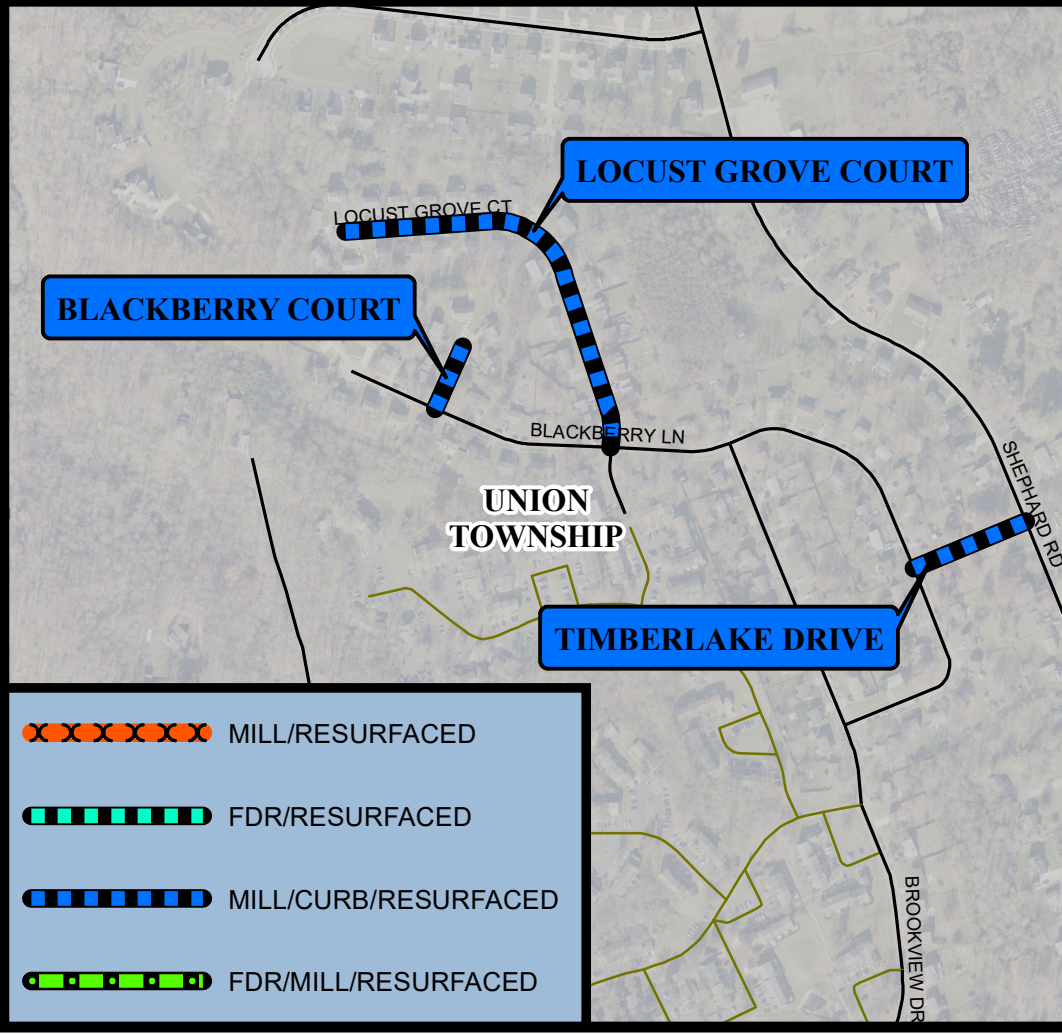 LOCUST GROVE COURT
LOCUST GROVE CT
BLACKBERRY COURT
BLACKBERRY LN
SHEPHARD RD
UNION
TOWNSHIP
TIMBERLAKE DRIVE
MILL/RESURFACED
FDR/RESURFACED
MILL/CURB/RESURFACED
FDR/MILL/RESURFACED
BROOKVIEW DR